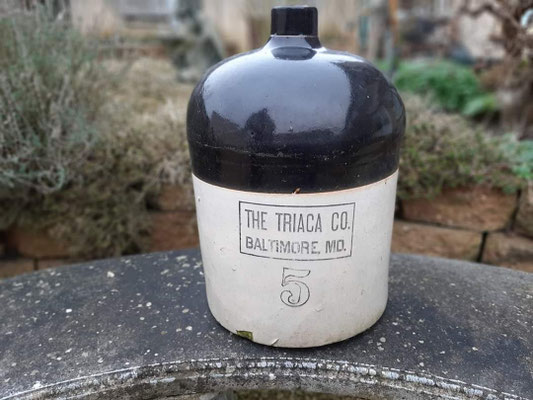 THE TRIACA CO.
BALTIMORE, MD.
5